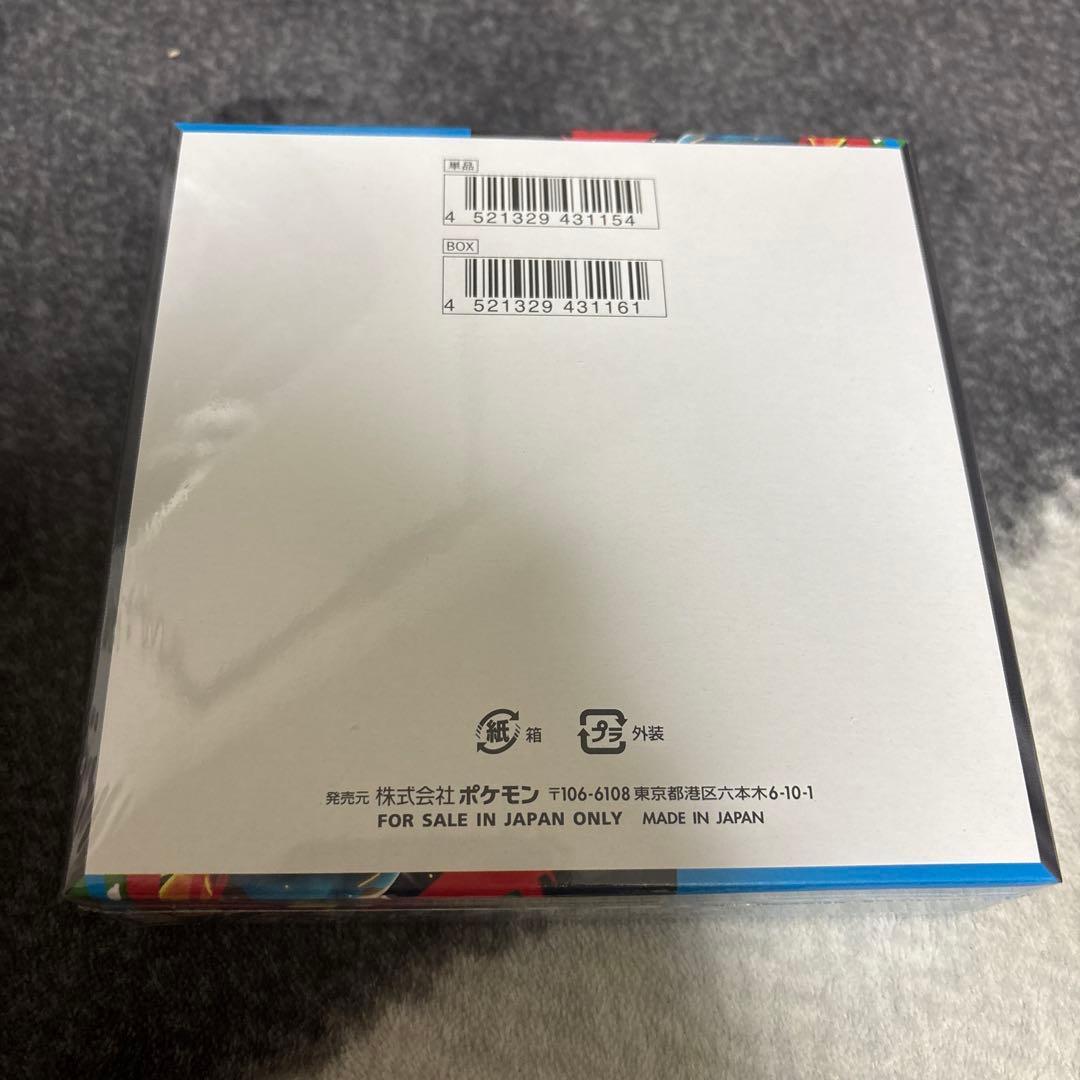 単品
4 521329 431154
BOX
4 521329 431161
紙 箱 プラ 外装
発売元 株式会社 ポケモン 〒106-6108 東京都港区六本木6-10-1
FOR SALE IN JAPAN ONLY MADE IN JAPAN